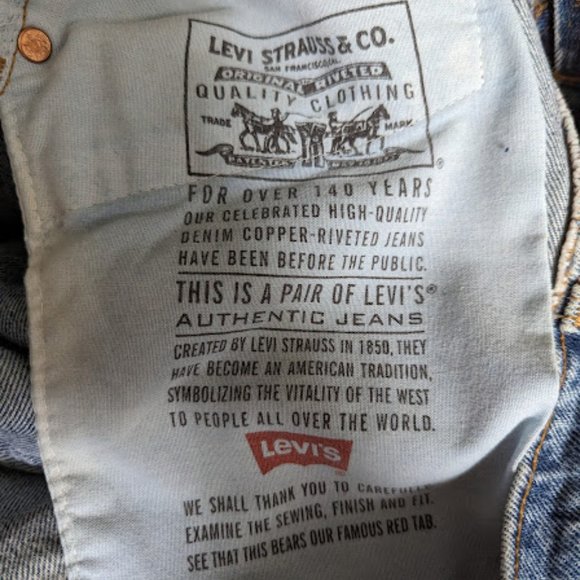 LEVI STRAUSS & CO.
SAN FRANCISCO, CAL.
ORIGINAL RIVETED
QUALITY CLOTHING
TRADE MARK
®
FOR OVER 140 YEARS
OUR CELEBRATED HIGH-QUALITY
DENIM COPPER-RIVETED JEANS
HAVE BEEN BEFORE THE PUBLIC.
THIS IS A PAIR OF LEVI'S®
AUTHENTIC JEANS
CREATED BY LEVI STRAUSS IN 1850, THEY
HAVE BECOME AN AMERICAN TRADITION,
SYMBOLIZING THE VITALITY OF THE WEST
TO PEOPLE ALL OVER THE WORLD.
LEVI'S
WE SHALL THANK YOU TO CAREFULLY
EXAMINE THE SEWING, FINISH AND FIT.
SEE THAT THIS BEARS OUR FAMOUS RED TAB.